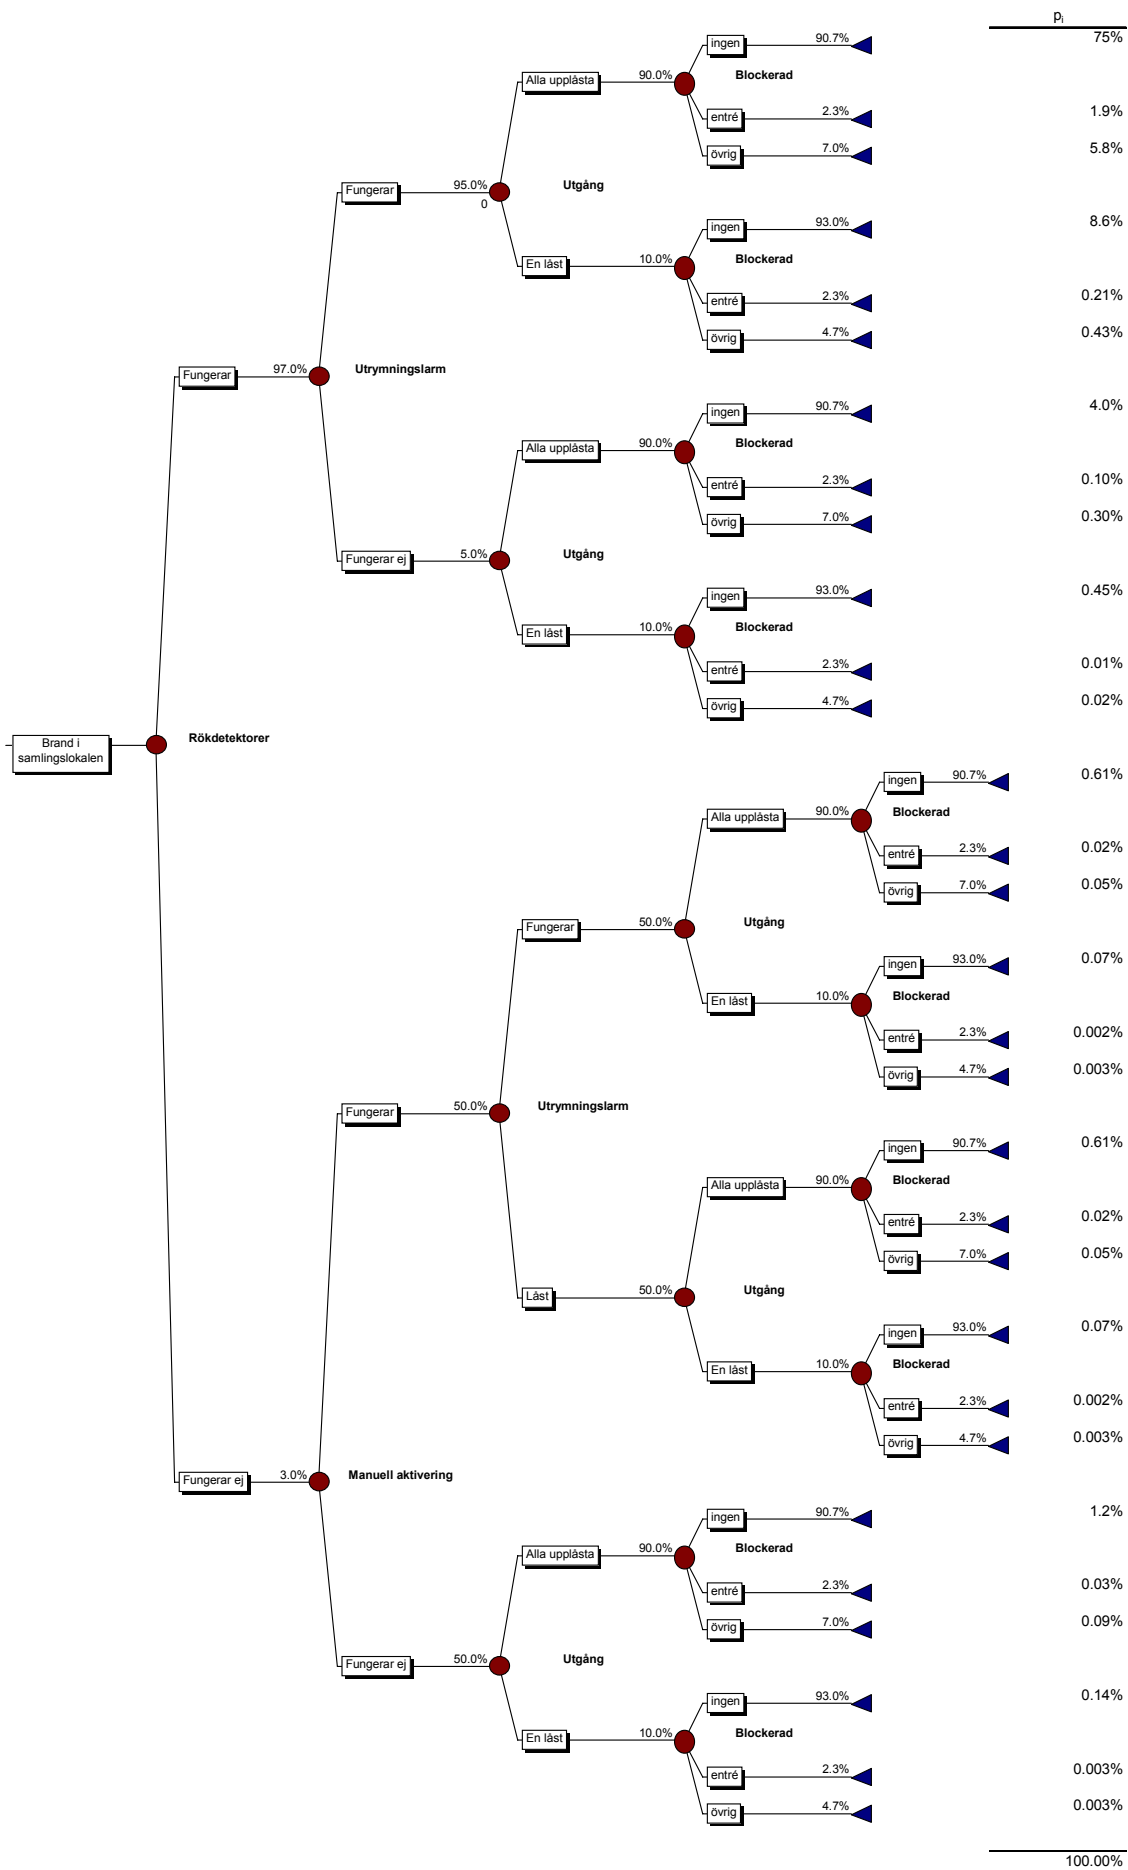 pi
ingen 90.7% 75%
Blockerad
Alla upplåsta 90.0%
entré 2.3% 1.9%
övrig 7.0% 5.8%
Fungerar 95.0% Utgång
0
ingen 93.0% 8.6%
Blockerad
En låst 10.0%
entré 2.3% 0.21%
övrig 4.7% 0.43%
Fungerar 97.0% Utrymningslarm
ingen 90.7% 4.0%
Blockerad
Alla upplåsta 90.0%
entré 2.3% 0.10%
övrig 7.0% 0.30%
Fungerar ej 5.0% Utgång
ingen 93.0% 0.45%
Blockerad
En låst 10.0%
entré 2.3% 0.01%
övrig 4.7% 0.02%
Brand i
samlingslokalen
Rökdetektorer
ingen 90.7% 0.61%
Blockerad
Alla upplåsta 90.0%
entré 2.3% 0.02%
övrig 7.0% 0.05%
Fungerar 50.0% Utgång
ingen 93.0% 0.07%
Blockerad
En låst 10.0%
entré 2.3% 0.002%
övrig 4.7% 0.003%
Fungerar 50.0% Utrymningslarm
ingen 90.7% 0.61%
Blockerad
Alla upplåsta 90.0%
entré 2.3% 0.02%
övrig 7.0% 0.05%
Låst 50.0% Utgång
ingen 93.0% 0.07%
Blockerad
En låst 10.0%
entré 2.3% 0.002%
övrig 4.7% 0.003%
Fungerar ej 3.0% Manuell aktivering
ingen 90.7% 1.2%
Blockerad
Alla upplåsta 90.0%
entré 2.3% 0.03%
övrig 7.0% 0.09%
Fungerar ej 50.0% Utgång
ingen 93.0% 0.14%
Blockerad
En låst 10.0%
entré 2.3% 0.003%
övrig 4.7% 0.003%
100.00%